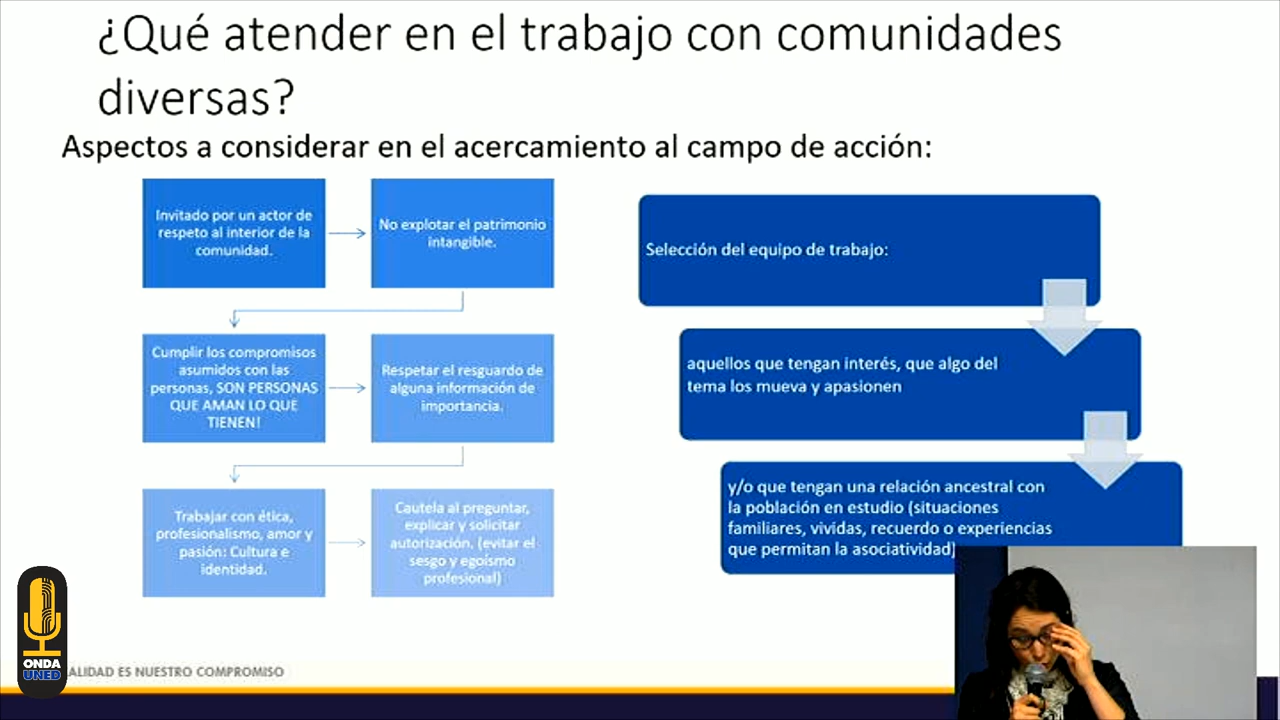 ¿Qué atender en el trabajo con comunidades
diversas?
Aspectos a considerar en el acercamiento al campo de acción:
Invitado por un actor de
respeto al interior de la
comunidad.
No explotar el patrimonio
intangible.
Cumplir los compromisos
asumidos con las
personas, SON PERSONAS
QUE AMAN LO QUE
TIENEN!
Respetar el resguardo de
alguna información de
importancia.
Trabajar con ética,
profesionalismo, amor y
pasión: Cultura e
identidad.
Cautela al preguntar,
explicar y solicitar
autorización. (evitar el
sesgo y egoísmo
profesional)
Selección del equipo de trabajo:
aquellos que tengan interés, que algo del
tema los mueva y apasionen
y/o que tengan una relación ancestral con
la población en estudio (situaciones
familiares, vividas, recuerdo o experiencias
que permitan la asociatividad)
ONDA
UNED
ALIDAD ES NUESTRO COMPROMISO